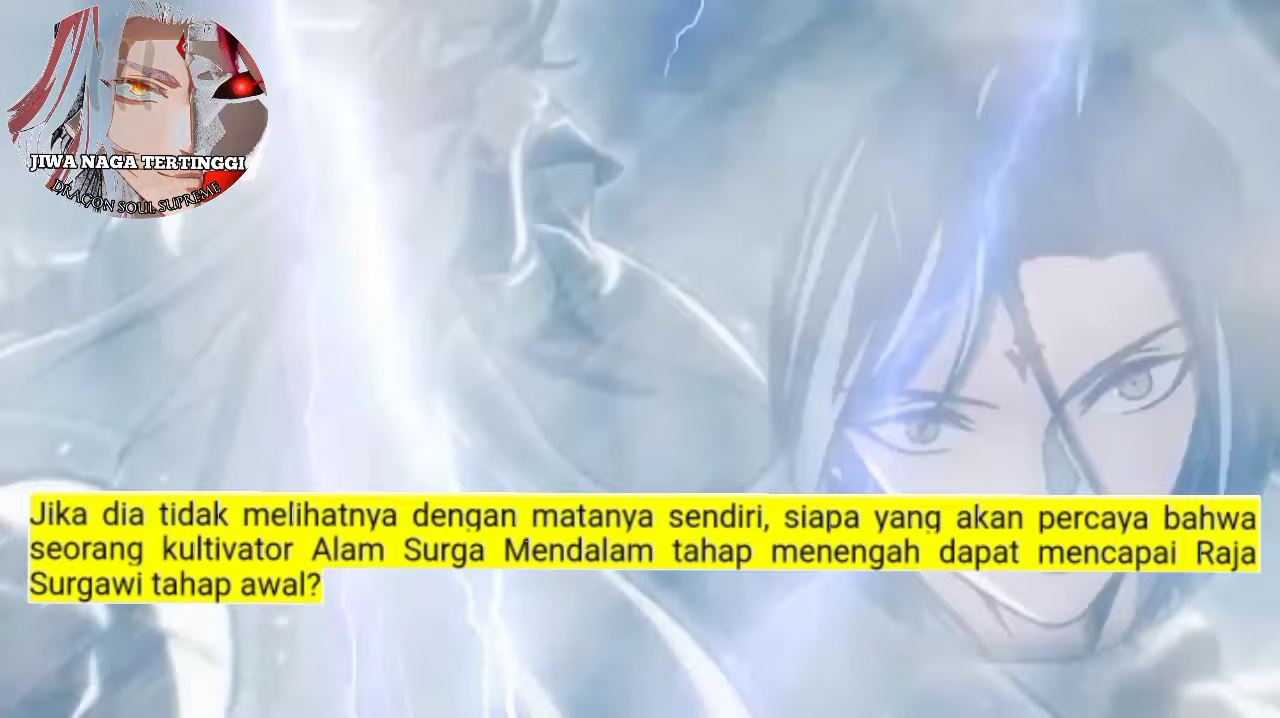 JIWA NAGA TERTINGGI
DRAGON SOUL SUPREME
Jika dia tidak melihatnya dengan matanya sendiri, siapa yang akan percaya bahwa
seorang kultivator Alam Surga Mendalam tahap menengah dapat mencapai Raja
Surgawi tahap awal?